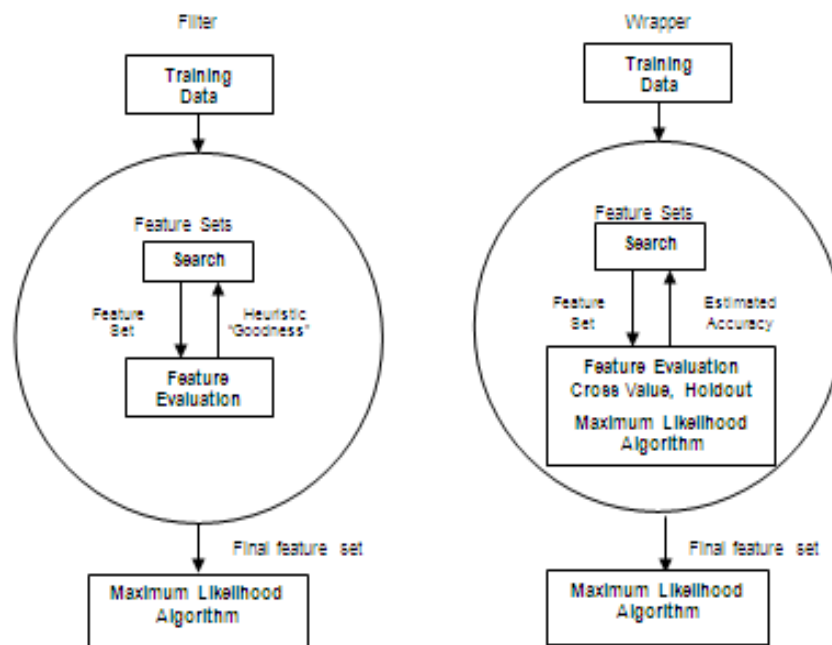 Filter
Training
Data
Feature Sets
Search
Feature
Set
Heuristic
"Goodness"
Feature
Evaluation
Final feature set
Maximum Likelihood
Algorithm
Wrapper
Training
Data
Feature Sets
Search
Feature
Set
Estimated
Accuracy
Feature Evaluation
Cross Value, Holdout
Maximum Likelihood
Algorithm
Final feature set
Maximum Likelihood
Algorithm